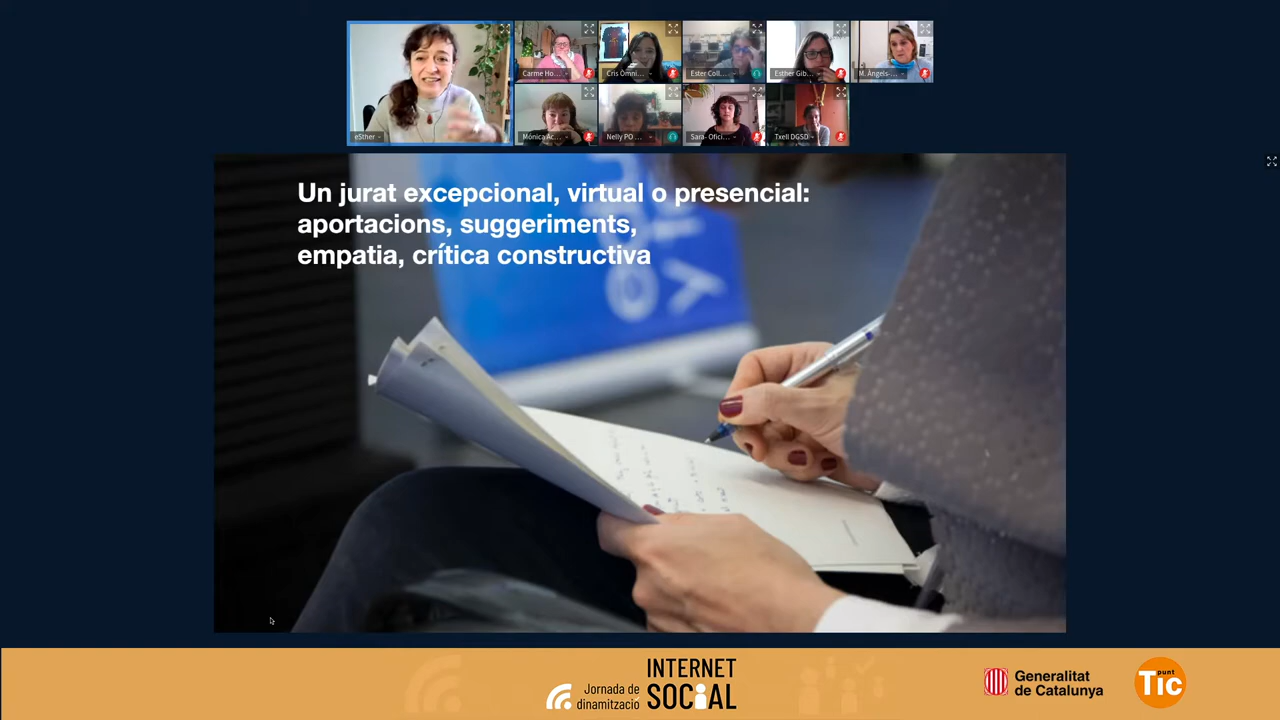 eSther
Carme Ho...
Cris Òmni...
Ester Coll...
Esther Gib...
M. Àngels-...
Mònica Ac...
Nelly PO ...
Sara- Ofici...
Txell DGSD
Un jurat excepcional, virtual o presencial:
aportacions, suggeriments,
empatia, crítica constructiva
Jornada de
dinamització
INTERNET
SOCIAL
Generalitat
de Catalunya
punt
Tic